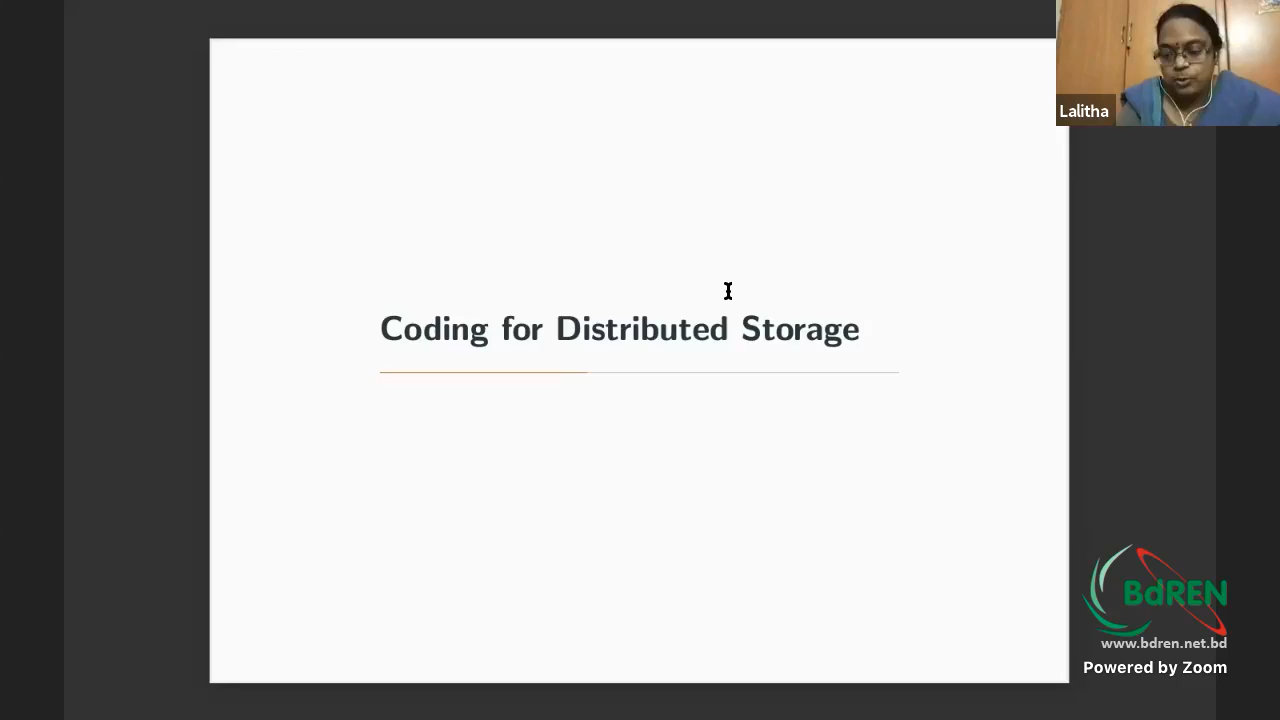 Lalitha
Coding for Distributed Storage
BdREN
www.bdren.net.bd
Powered by Zoom